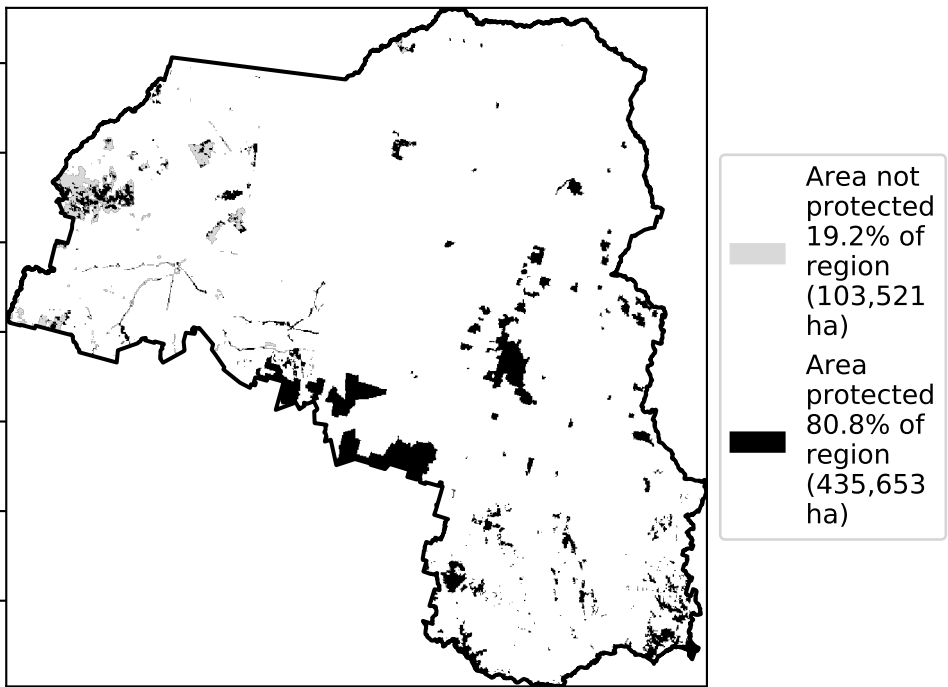 Area not
protected
19.2% of
region
(103,521
ha)
Area
protected
80.8% of
region
(435,653
ha)